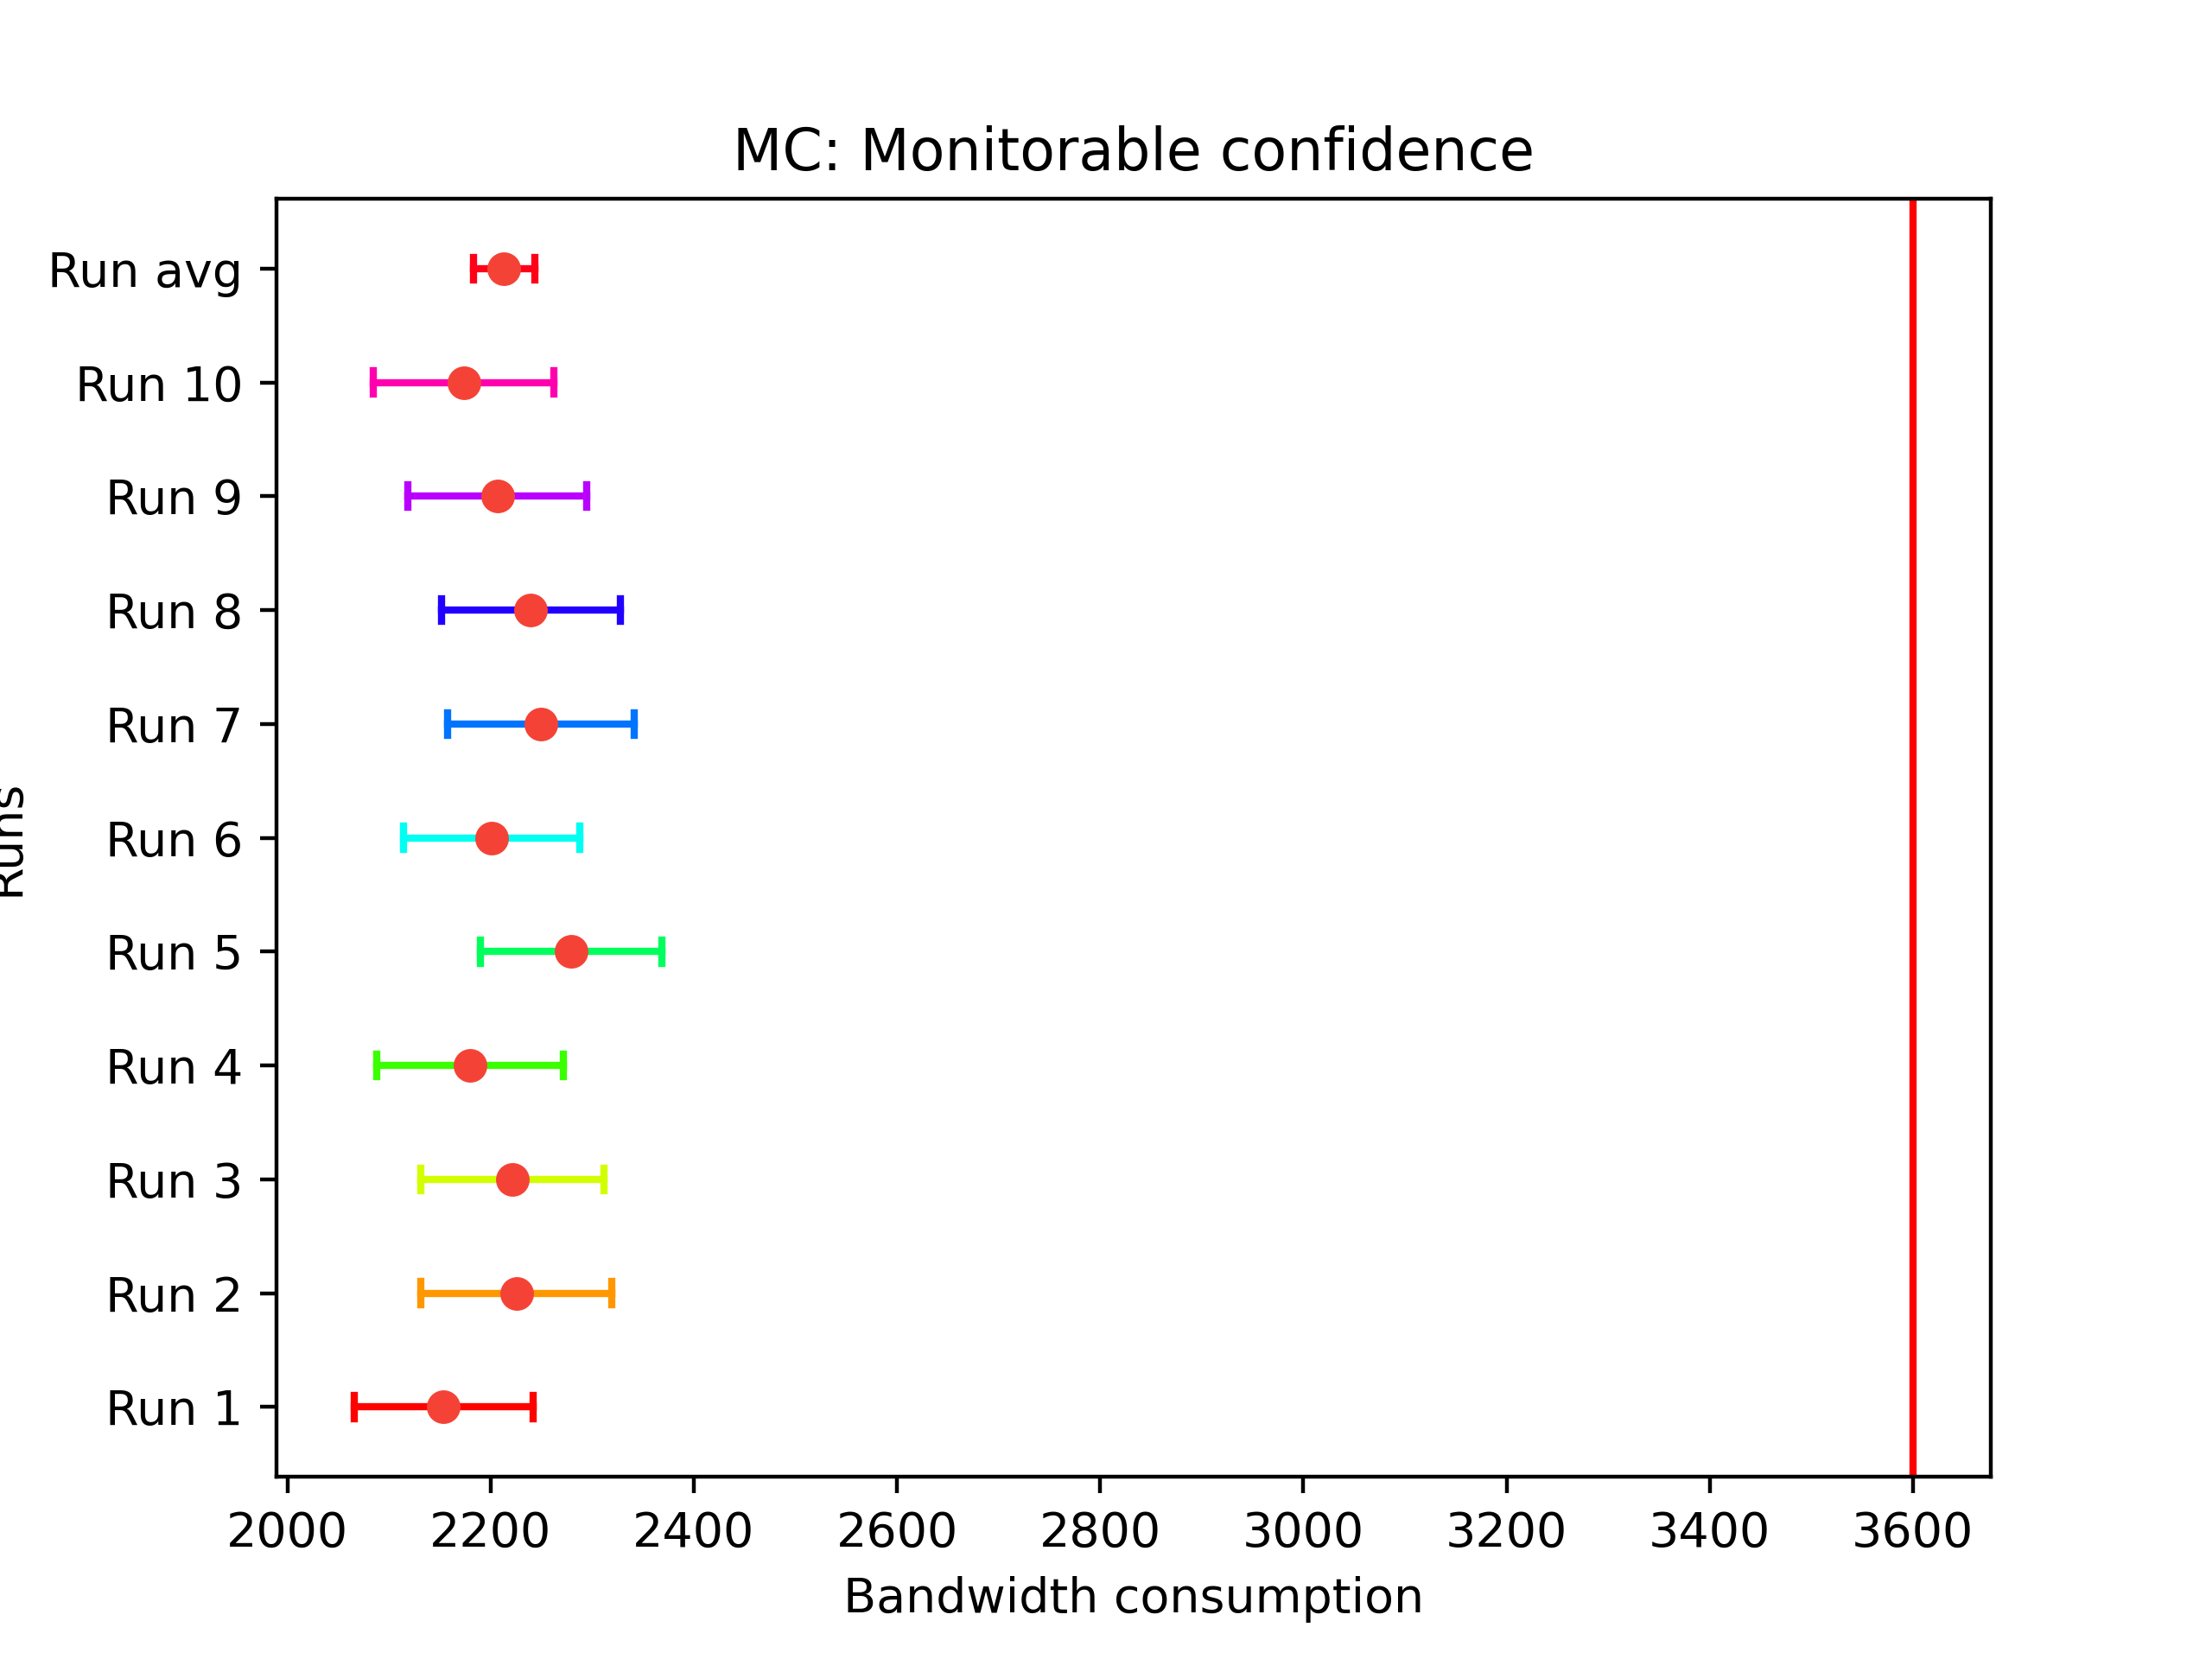 MC: Monitorable confidence
Run avg
Run 10
Run 9
Run 8
Run 7
Run 6
Run 5
Run 4
Run 3
Run 2
Run 1
Runs
2000 2200 2400 2600 2800 3000 3200 3400 3600
Bandwidth consumption